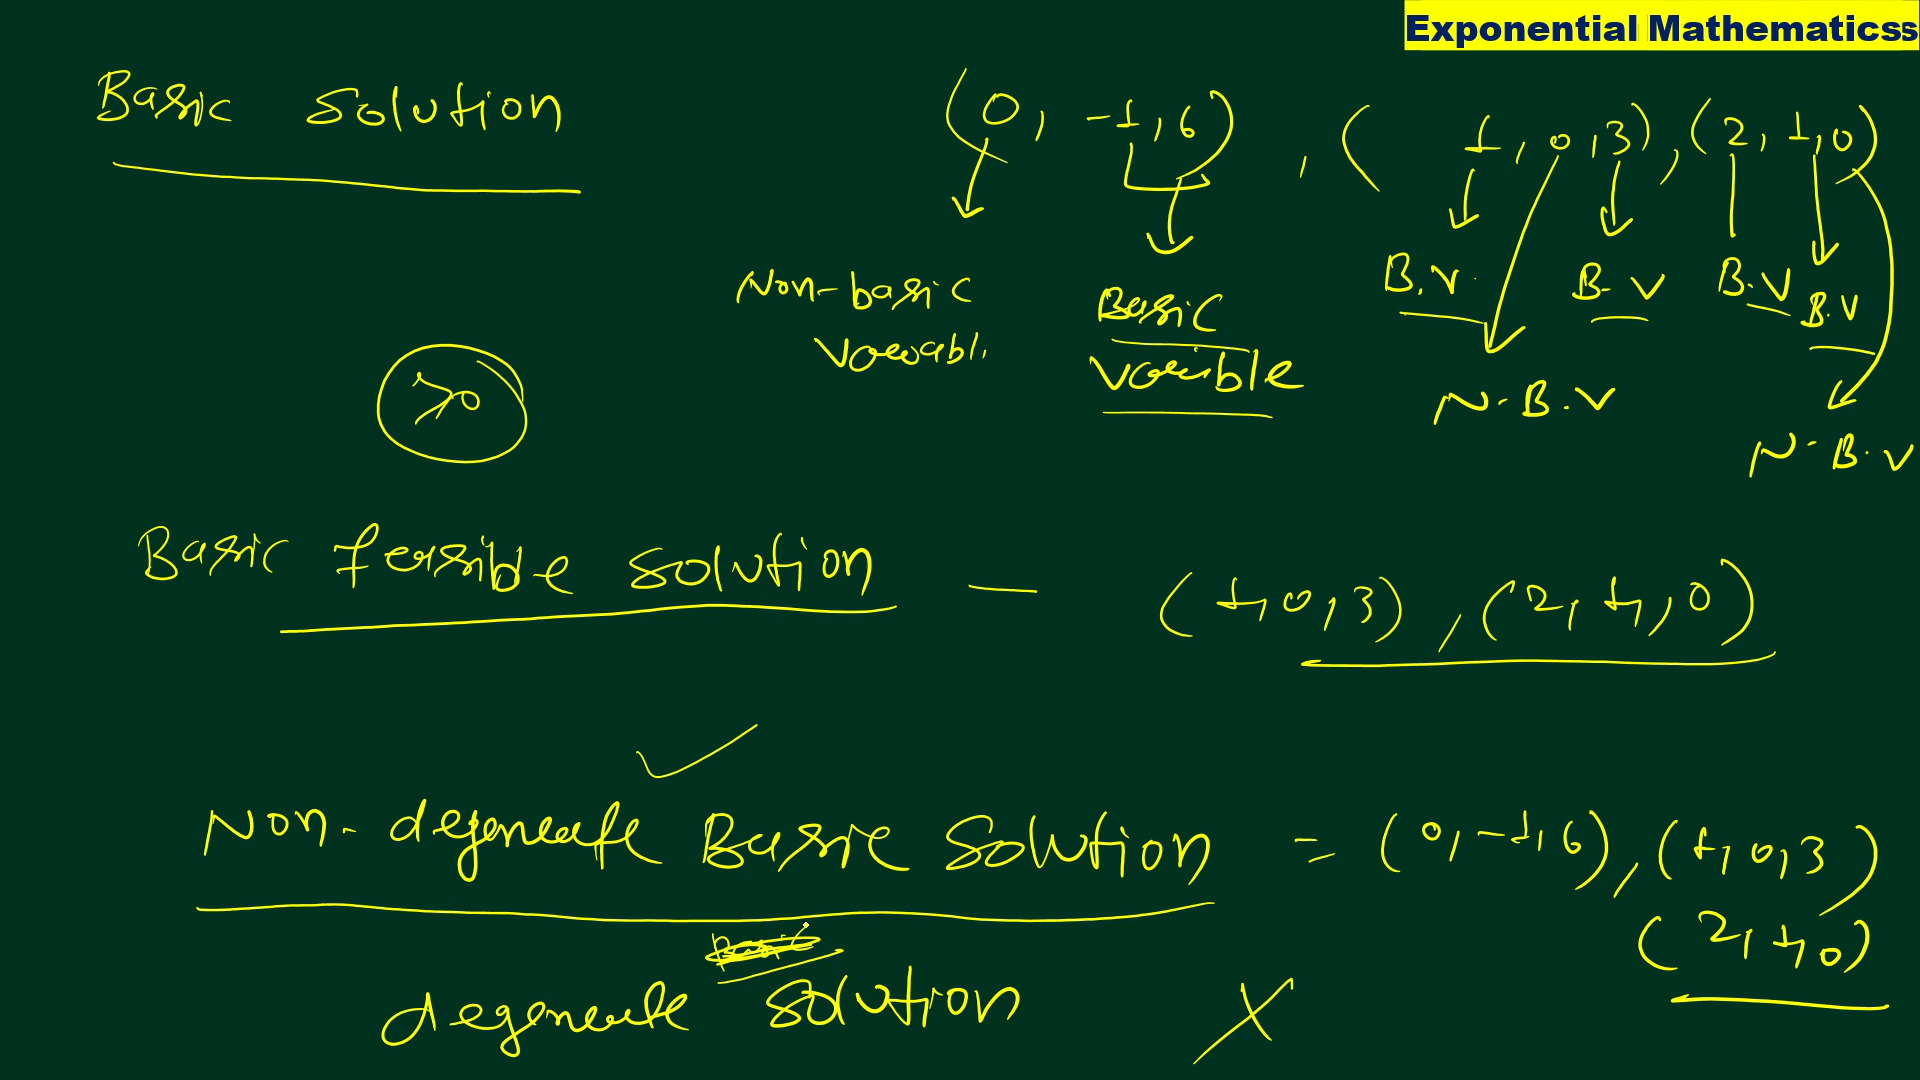 Exponential Mathematicss
Basic Solution
(0, -1, 6), (1, 0, 3), (2, 1, 0)
B.V. B.V B.V B.V
Non-basic Basic
variable
N.B.V
>0
N.B.V
Basic feasible solution — (1, 0, 3), (2, 1, 0)
Non-degenerate Basic Solution = (0, -1, 6), (1, 0, 3)
(2, 1, 0)
degenerate solution X